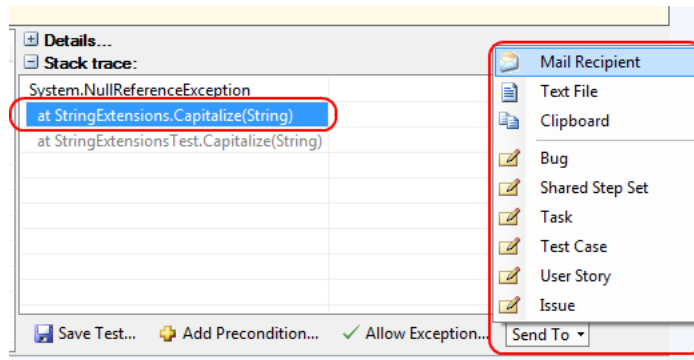 Details...
Stack trace:
System.NullReferenceException
at StringExtensions.Capitalize(String)
at StringExtensionsTest.Capitalize(String)
Mail Recipient
Text File
Clipboard
Bug
Shared Step Set
Task
Test Case
User Story
Issue
Save Test... Add Precondition... Allow Exception... Send To